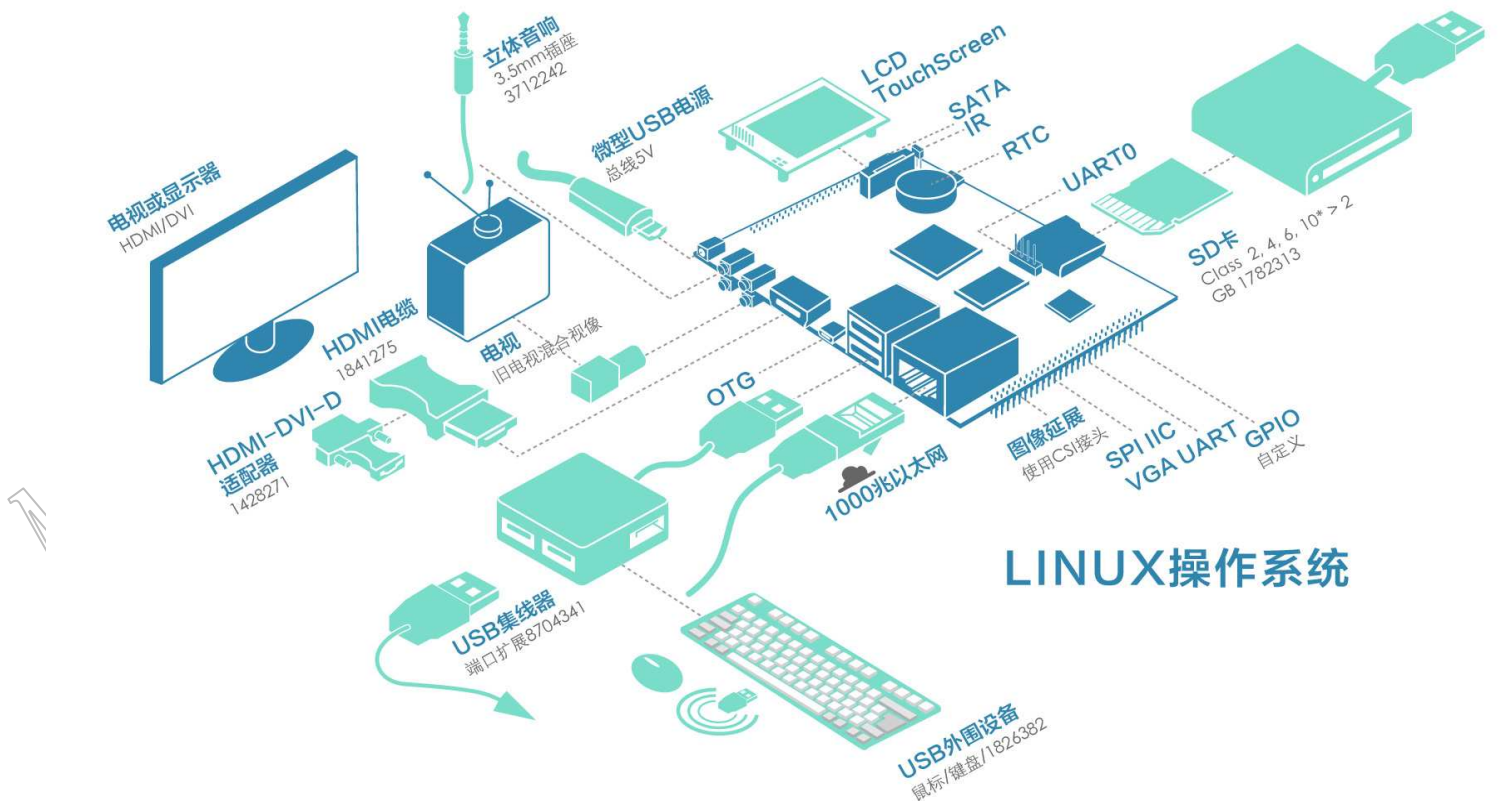 立体音响
3.5mm插座
3712242
LCD
TouchScreen
SATA
IR
RTC
微型USB电源
总线5V
UART0
电视或显示器
HDMI/DVI
SD卡
Class 2, 4, 6, 10* > 2
GB 1782313
HDMI电缆
1841275
电视
旧电视混合视像
HDMI-DVI-D
适配器
1428271
OTG
1000兆以太网
图像延展
使用CSI接头
SPI IIC
VGA UART
GPIO
自定义
LINUX操作系统
USB集线器
端口扩展8704341
USB外围设备
鼠标/键盘/1826382